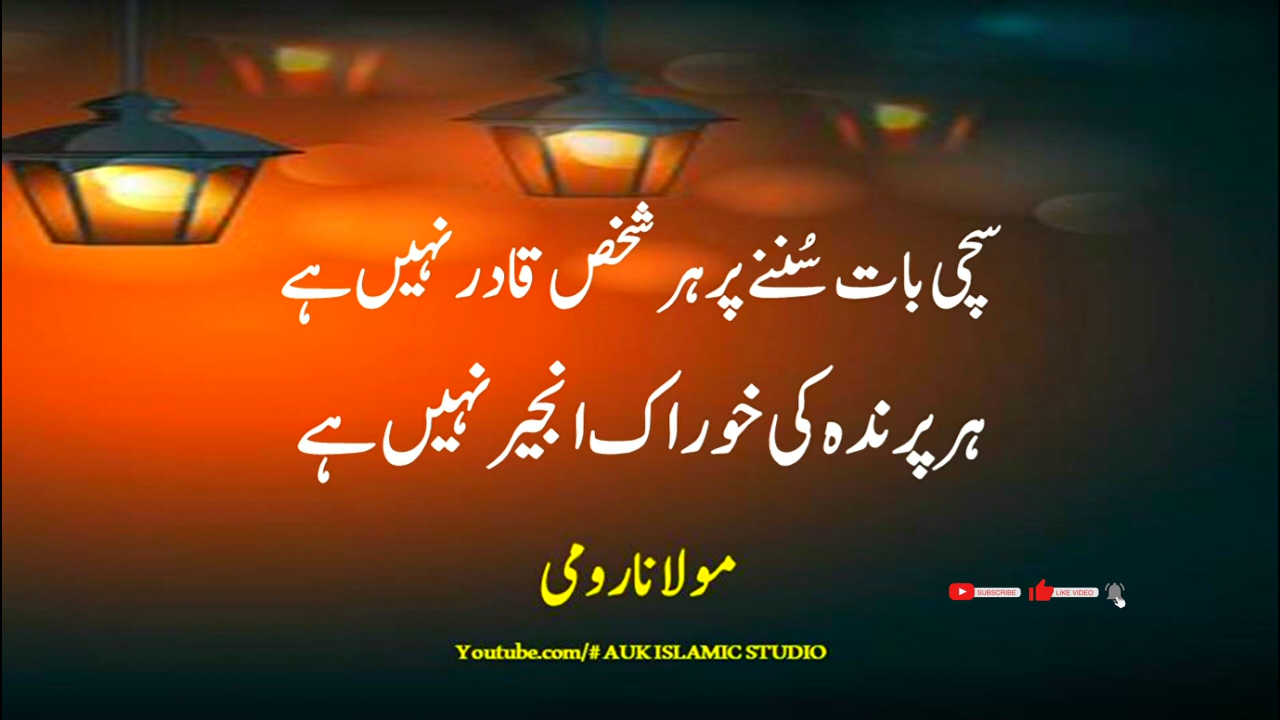 سچی بات سُننے پر ہر شخص قادر نہیں ہے
ہر پرندہ کی خوراک انجیر نہیں ہے
مولانا رومی
SUBSCRIBE
LIKE VIDEO
Youtube.com/# AUK ISLAMIC STUDIO